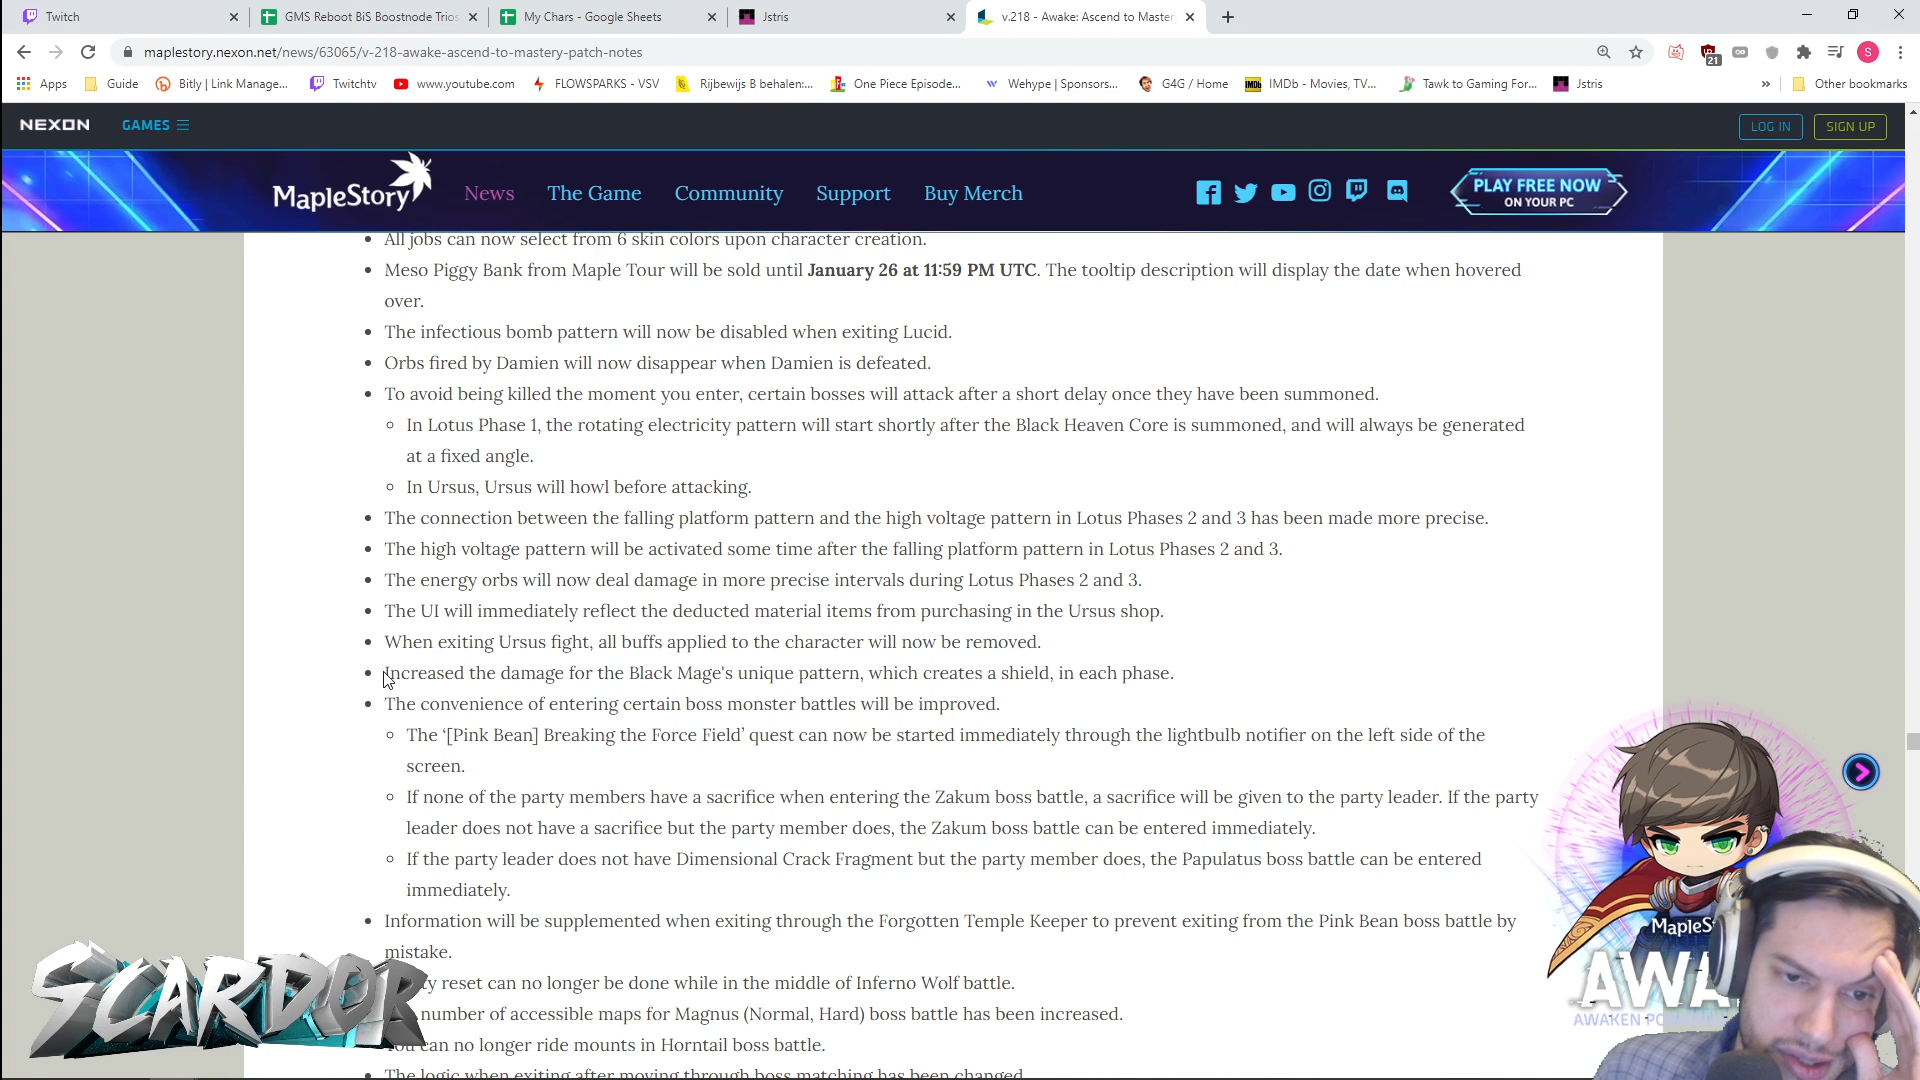 Twitch
GMS Reboot BiS Boostnode Trios
My Chars - Google Sheets
Jstris
v.218 - Awake: Ascend to Master
maplestory.nexon.net/news/63065/v-218-awake-ascend-to-mastery-patch-notes
21
S
Apps
Guide
Bitly | Link Manage...
Twitchtv
www.youtube.com
FLOWSPARKS - VSV
Rijbewijs B behalen:...
One Piece Episode...
Wehype | Sponsors...
G4G / Home
IMDb - Movies, TV...
Tawk to Gaming For...
Jstris
Other bookmarks
NEXON
GAMES
LOG IN
SIGN UP
MapleStory
News
The Game
Community
Support
Buy Merch
PLAY FREE NOW
ON YOUR PC
All jobs can now select from 6 skin colors upon character creation.
Meso Piggy Bank from Maple Tour will be sold until January 26 at 11:59 PM UTC. The tooltip description will display the date when hovered
over.
The infectious bomb pattern will now be disabled when exiting Lucid.
Orbs fired by Damien will now disappear when Damien is defeated.
To avoid being killed the moment you enter, certain bosses will attack after a short delay once they have been summoned.
In Lotus Phase 1, the rotating electricity pattern will start shortly after the Black Heaven Core is summoned, and will always be generated
at a fixed angle.
In Ursus, Ursus will howl before attacking.
The connection between the falling platform pattern and the high voltage pattern in Lotus Phases 2 and 3 has been made more precise.
The high voltage pattern will be activated some time after the falling platform pattern in Lotus Phases 2 and 3.
The energy orbs will now deal damage in more precise intervals during Lotus Phases 2 and 3.
The UI will immediately reflect the deducted material items from purchasing in the Ursus shop.
When exiting Ursus fight, all buffs applied to the character will now be removed.
Increased the damage for the Black Mage's unique pattern, which creates a shield, in each phase.
The convenience of entering certain boss monster battles will be improved.
The ‘[Pink Bean] Breaking the Force Field’ quest can now be started immediately through the lightbulb notifier on the left side of the
screen.
If none of the party members have a sacrifice when entering the Zakum boss battle, a sacrifice will be given to the party leader. If the party
leader does not have a sacrifice but the party member does, the Zakum boss battle can be entered immediately.
If the party leader does not have Dimensional Crack Fragment but the party member does, the Papulatus boss battle can be entered
immediately.
Information will be supplemented when exiting through the Forgotten Temple Keeper to prevent exiting from the Pink Bean boss battle by
mistake.
ty reset can no longer be done while in the middle of Inferno Wolf battle.
number of accessible maps for Magnus (Normal, Hard) boss battle has been increased.
You can no longer ride mounts in Horntail boss battle.
The logic when exiting after moving through boss matching has been changed
SCARDOR
MapleS
AWA
AWAKEN PO